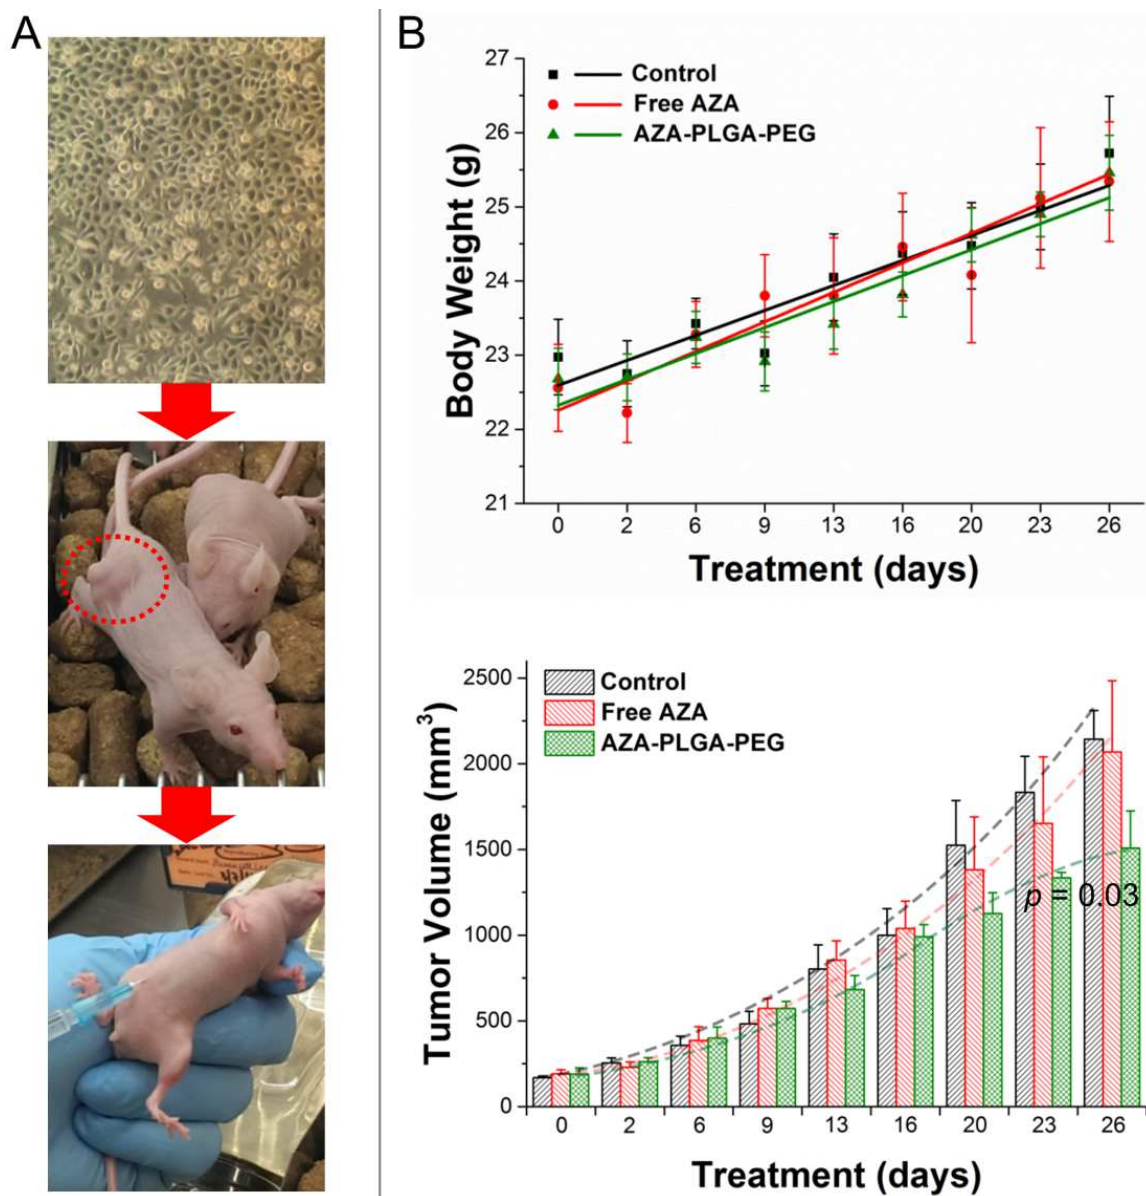 A
B
27
26
25
24
23
22
21
Body Weight (g)
Control
Free AZA
AZA-PLGA-PEG
0 2 6 9 13 16 20 23 26
Treatment (days)
2500
2000
1500
1000
500
0
Tumor Volume (mm³)
Control
Free AZA
AZA-PLGA-PEG
p = 0.03
0 2 6 9 13 16 20 23 26
Treatment (days)